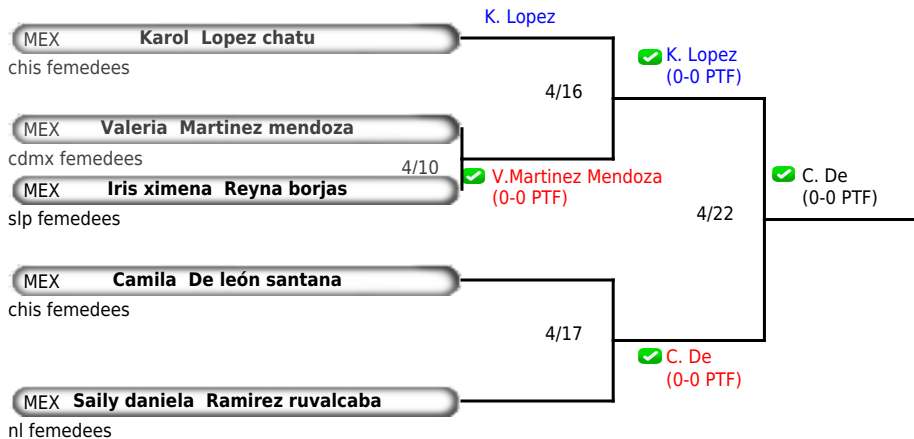 K. Lopez
MEX Karol Lopez chatu
chis femedees
K. Lopez
(0-0 PTF)
4/16
MEX Valeria Martinez mendoza
cdmx femedees
4/10
V.Martinez Mendoza
(0-0 PTF)
MEX Iris ximena Reyna borjas
slp femedees
C. De
(0-0 PTF)
4/22
MEX Camila De león santana
chis femedees
4/17
C. De
(0-0 PTF)
MEX Saily daniela Ramirez ruvalcaba
nl femedees